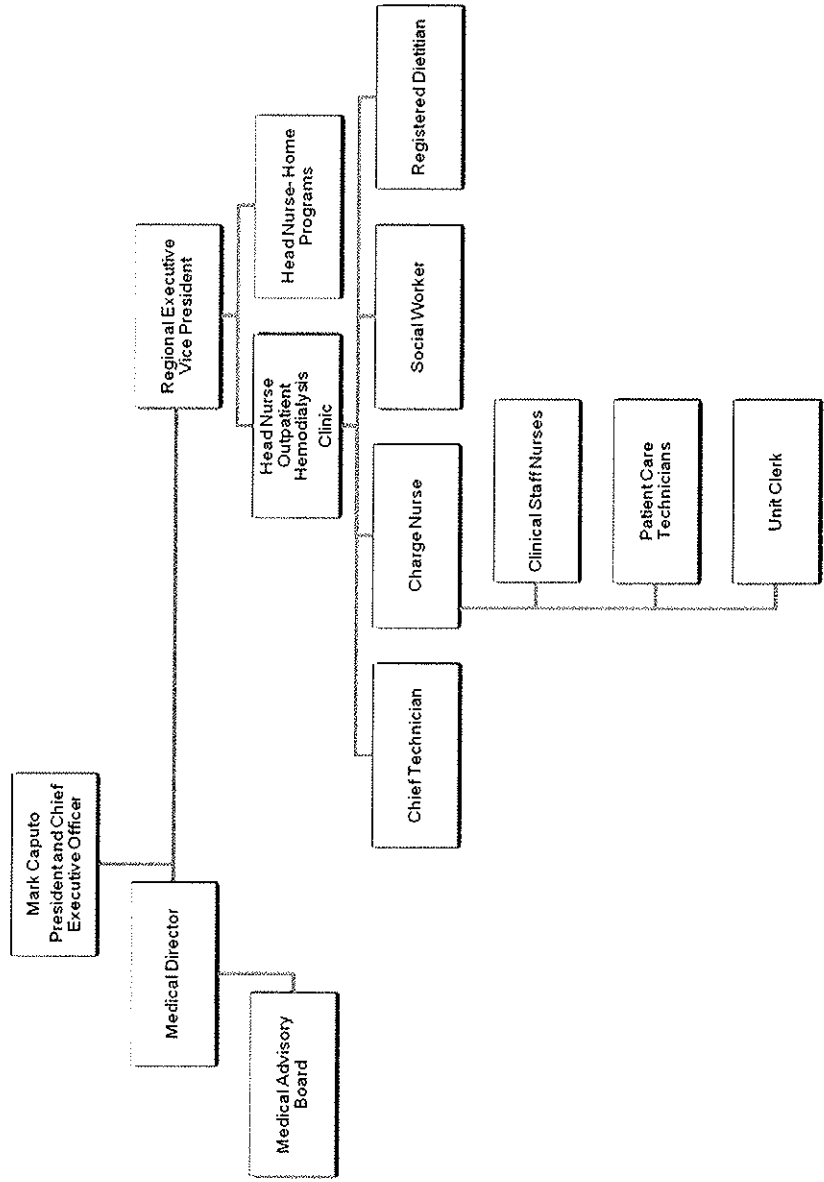 Mark Caputo
President and Chief
Executive Officer
Medical Director
Regional Executive
Vice President
Medical Advisory
Board
Head Nurse
Outpatient
Hemodialysis
Clinic
Head Nurse- Home
Programs
Chief Technician
Charge Nurse
Social Worker
Registered Dietitian
Clinical Staff Nurses
Patient Care
Technicians
Unit Clerk